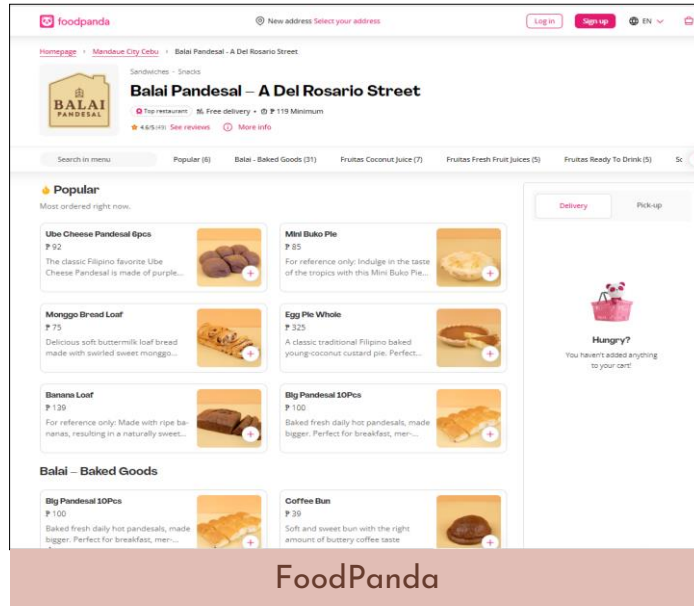 foodpanda
New address Select your address
Log in
Sign up
EN
Homepage
Mandaue City Cebu
Balai Pandesal - A Del Rosario Street
BALAI
PANDESAL
Sandwiches · Snacks
Balai Pandesal – A Del Rosario Street
Top restaurant Free delivery • ₱ 119 Minimum
4.6/5 (49) See reviews More info
Search in menu
Popular (6)
Balai - Baked Goods (31)
Fruitas Coconut Juice (7)
Fruitas Fresh Fruit Juices (5)
Fruitas Ready To Drink (5)
Sc
Popular
Most ordered right now.
Ube Cheese Pandesal 6pcs
₱ 92
The classic Filipino favorite Ube
Cheese Pandesal is made of purple...
Mini Buko Pie
₱ 85
For reference only: Indulge in the taste
of the tropics with this Mini Buko Pie...
Monggo Bread Loaf
₱ 75
Delicious soft buttermilk loaf bread
made with swirled sweet monggo...
Egg Pie Whole
₱ 325
A classic traditional Filipino baked
young-coconut custard pie. Perfect...
Banana Loaf
₱ 139
For reference only: Made with ripe ba-
nanas, resulting in a naturally sweet...
Big Pandesal 10Pcs
₱ 100
Baked fresh daily hot pandesals, made
bigger. Perfect for breakfast, mer-...
Balai – Baked Goods
Big Pandesal 10Pcs
₱ 100
Baked fresh daily hot pandesals, made
bigger. Perfect for breakfast, mer-...
Coffee Bun
₱ 39
Soft and sweet bun with the right
amount of buttery coffee taste
Delivery
Pick-up
Hungry?
You haven't added anything
to your cart!
FoodPanda